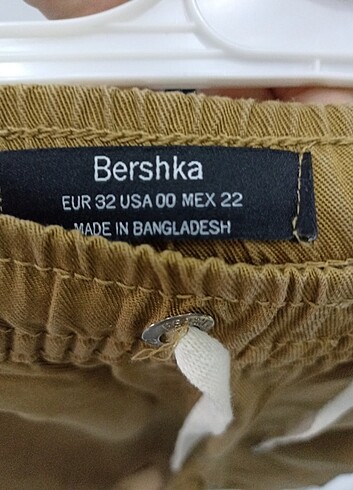 Bershka
EUR 32 USA 00 MEX 22
MADE IN BANGLADESH